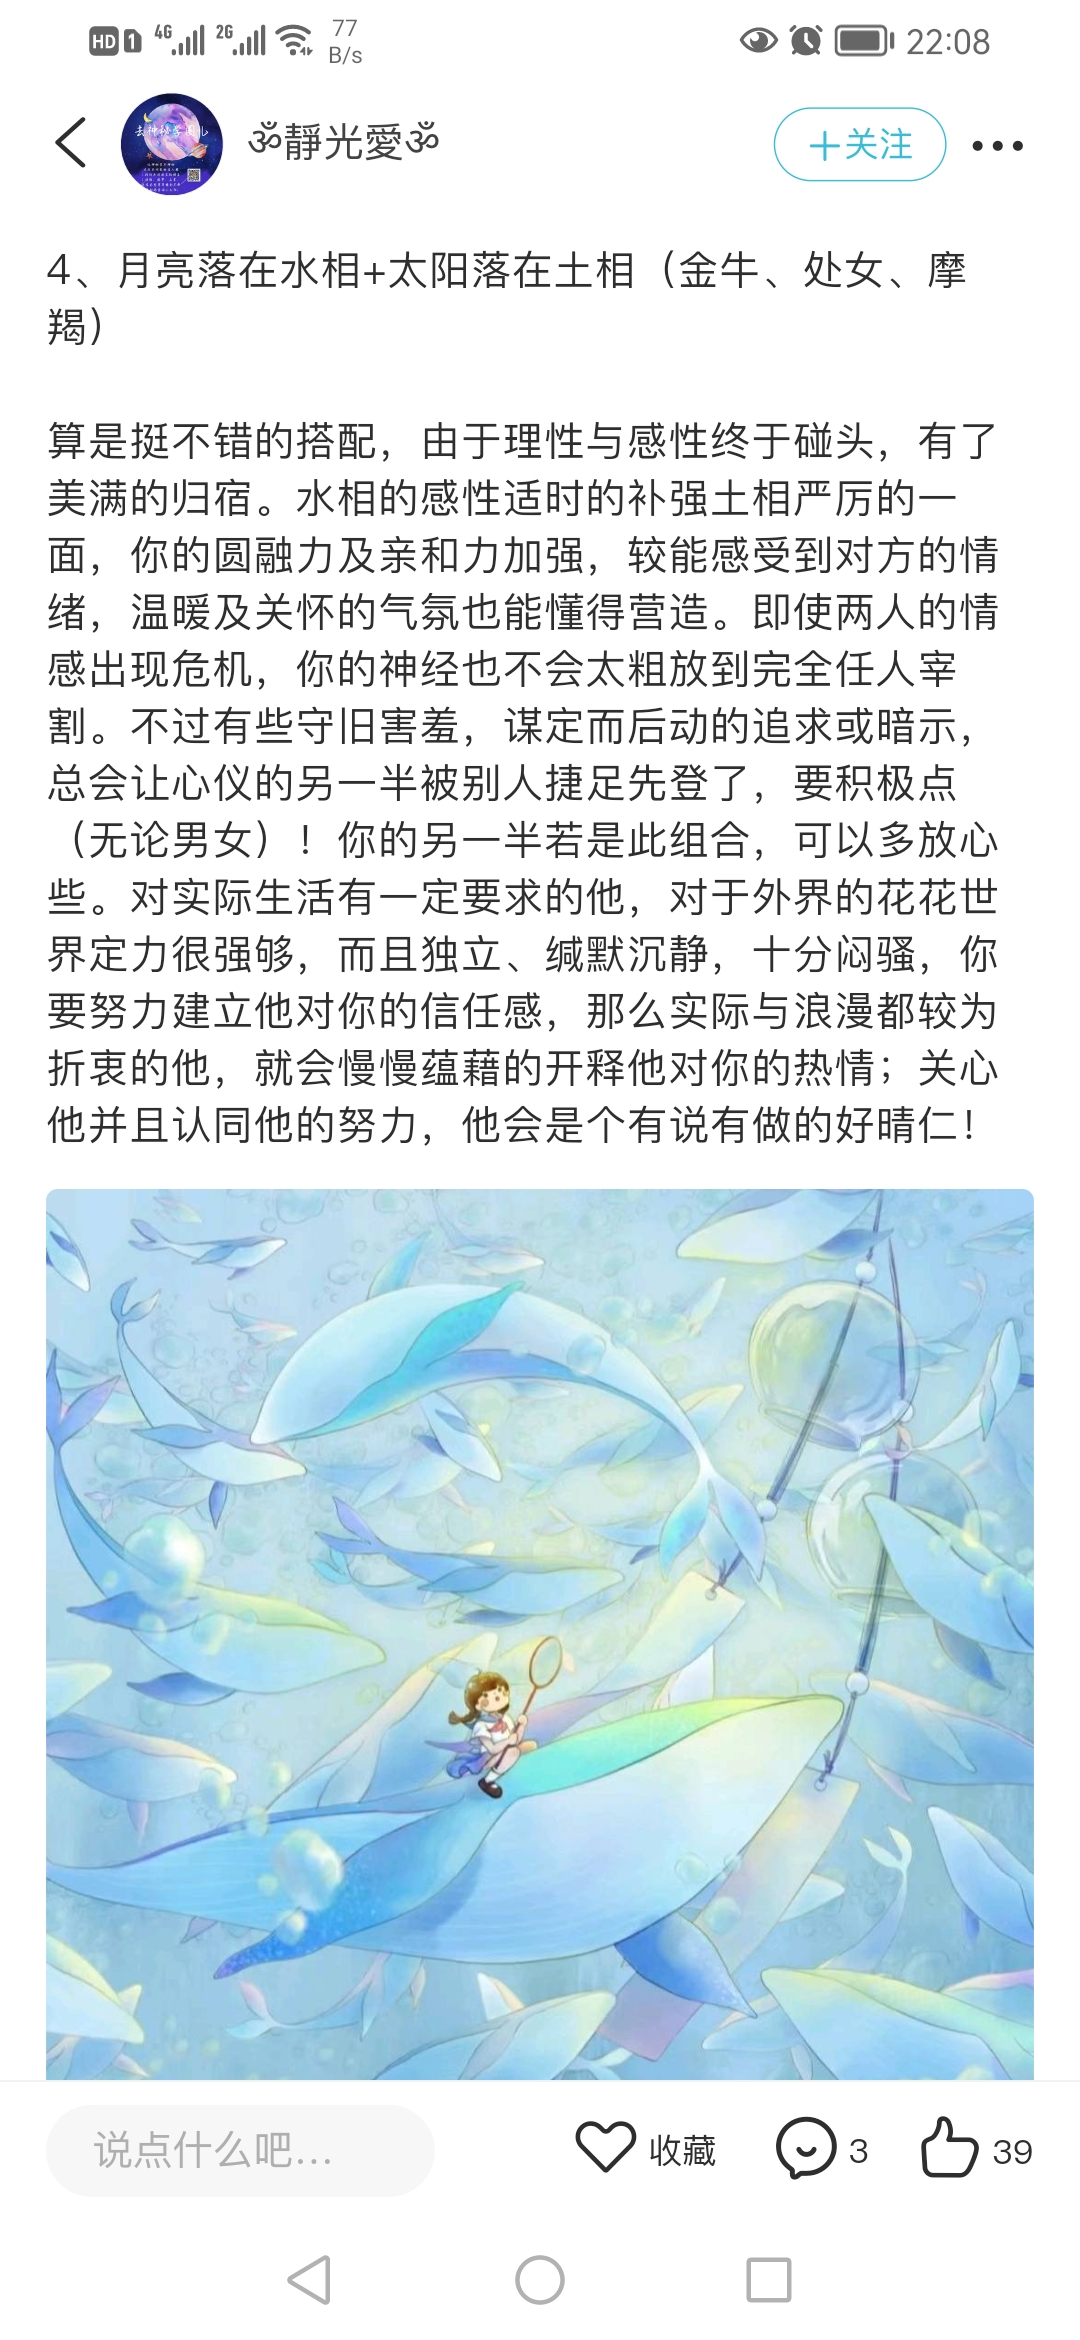 HD 1 4G 2G 77 B/s 22:08
ॐ靜光愛ॐ
＋关注
4、月亮落在水相+太阳落在土相（金牛、处女、摩
羯）
算是挺不错的搭配，由于理性与感性终于碰头，有了
美满的归宿。水相的感性适时的补强土相严厉的一
面，你的圆融力及亲和力加强，较能感受到对方的情
绪，温暖及关怀的气氛也能懂得营造。即使两人的情
感出现危机，你的神经也不会太粗放到完全任人宰
割。不过有些守旧害羞，谋定而后动的追求或暗示，
总会让心仪的另一半被别人捷足先登了，要积极点
（无论男女）！你的另一半若是此组合，可以多放心
些。对实际生活有一定要求的他，对于外界的花花世
界定力很强够，而且独立、缄默沉静，十分闷骚，你
要努力建立他对你的信任感，那么实际与浪漫都较为
折衷的他，就会慢慢蕴藉的开释他对你的热情；关心
他并且认同他的努力，他会是个有说有做的好晴仁！
说点什么吧...
收藏
3
39